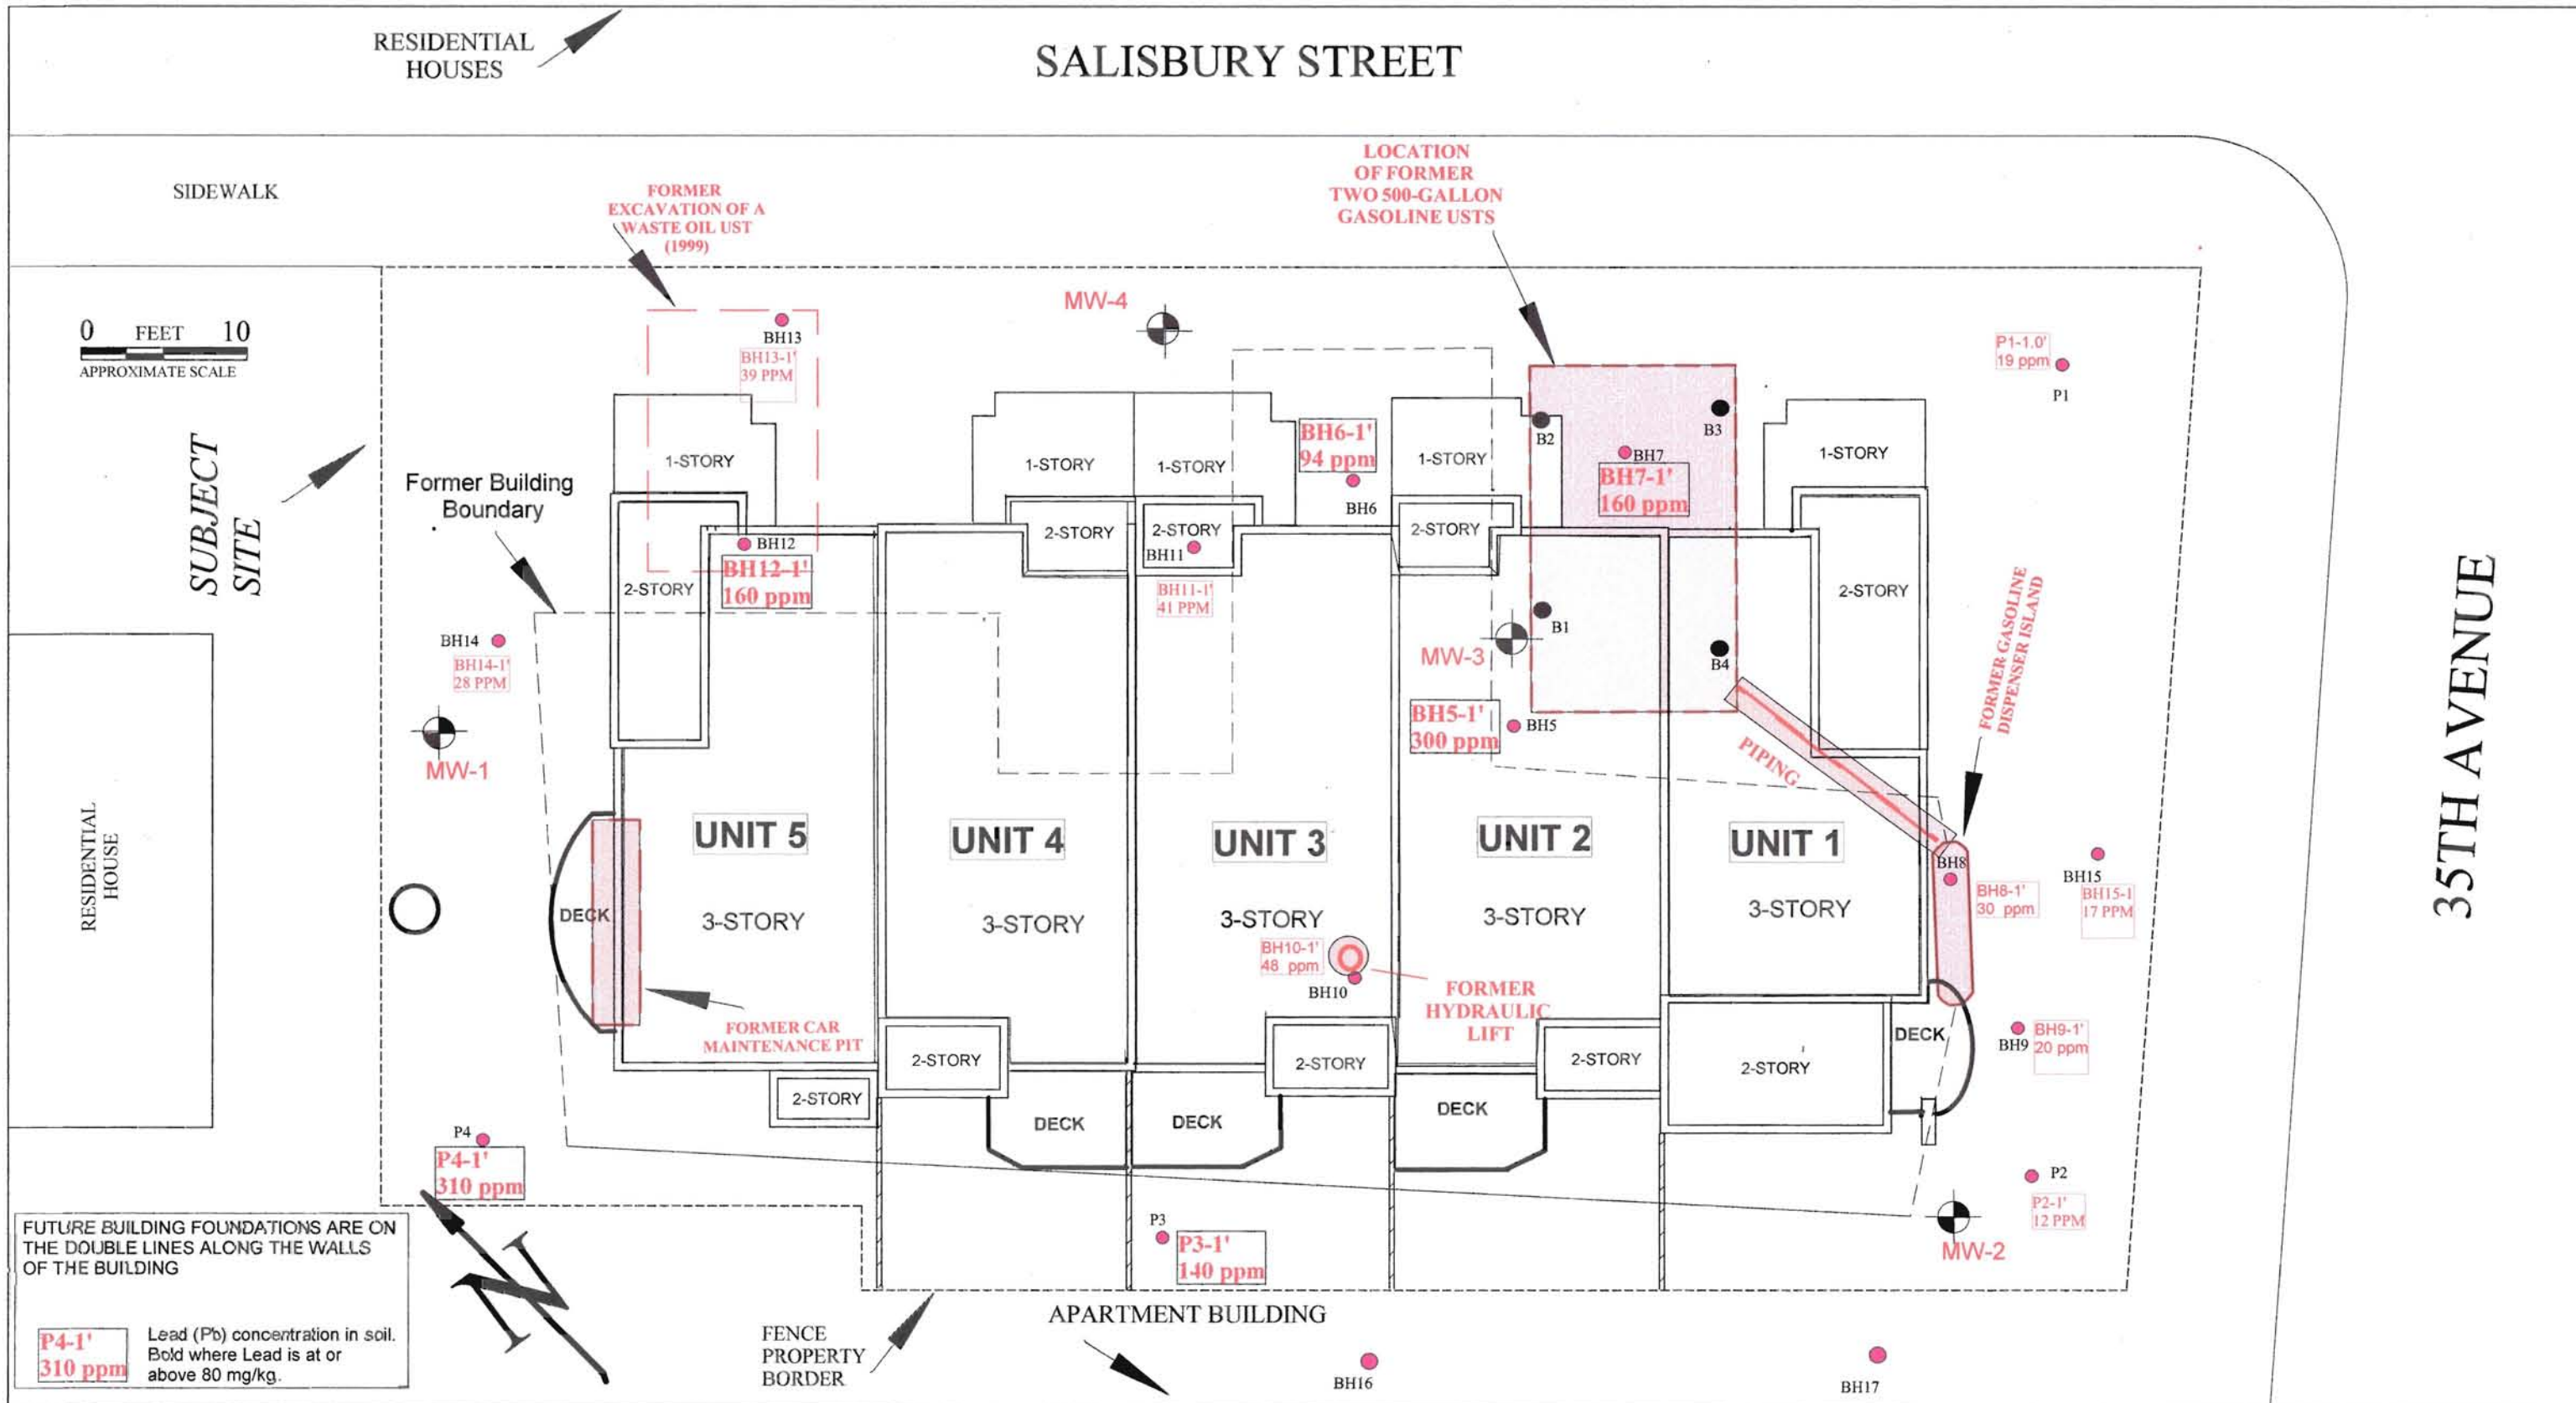 RESIDENTIAL
HOUSES
SALISBURY STREET
SIDEWALK
FORMER
EXCAVATION OF A
WASTE OIL UST
(1999)
LOCATION
OF FORMER
TWO 500-GALLON
GASOLINE USTS
0 FEET 10
APPROXIMATE SCALE
SUBJECT
SITE
MW-4
BH13
BH13-1'
39 PPM
P1-1.0'
19 ppm
P1
Former Building
Boundary
1-STORY
1-STORY
1-STORY
BH6-1'
94 ppm
BH6
1-STORY
B2
B3
BH7
BH7-1'
160 ppm
1-STORY
BH12
BH12-1'
160 ppm
2-STORY
2-STORY
2-STORY
BH11
BH11-1'
41 PPM
2-STORY
2-STORY
BH14
BH14-1'
28 PPM
MW-1
B1
MW-3
B4
BH5-1'
300 ppm
BH5
PIPING
FORMER GASOLINE
DISPENSER ISLAND
35TH AVENUE
RESIDENTIAL
HOUSE
UNIT 5
3-STORY
UNIT 4
3-STORY
UNIT 3
3-STORY
UNIT 2
3-STORY
UNIT 1
3-STORY
BH8
BH8-1'
30 ppm
BH15
BH15-1
17 PPM
DECK
BH10-1'
48 ppm
BH10
FORMER
HYDRAULIC
LIFT
FORMER CAR
MAINTENANCE PIT
BH9-1'
20 ppm
BH9
DECK
2-STORY
2-STORY
2-STORY
2-STORY
2-STORY
DECK
DECK
DECK
P4
P4-1'
310 ppm
P2
P2-1'
12 PPM
MW-2
P3
P3-1'
140 ppm
FUTURE BUILDING FOUNDATIONS ARE ON
THE DOUBLE LINES ALONG THE WALLS
OF THE BUILDING
P4-1'
310 ppm
Lead (Pb) concentration in soil.
Bold where Lead is at or
above 80 mg/kg.
N
FENCE
PROPERTY
BORDER
APARTMENT BUILDING
BH16
BH17